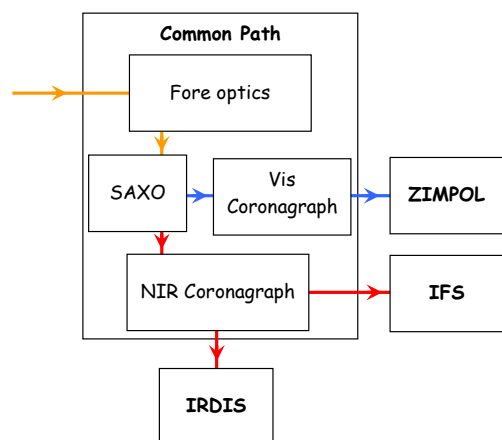 Common Path
Fore optics
SAXO
Vis
Coronagraph
ZIMPOL
NIR Coronagraph
IFS
IRDIS